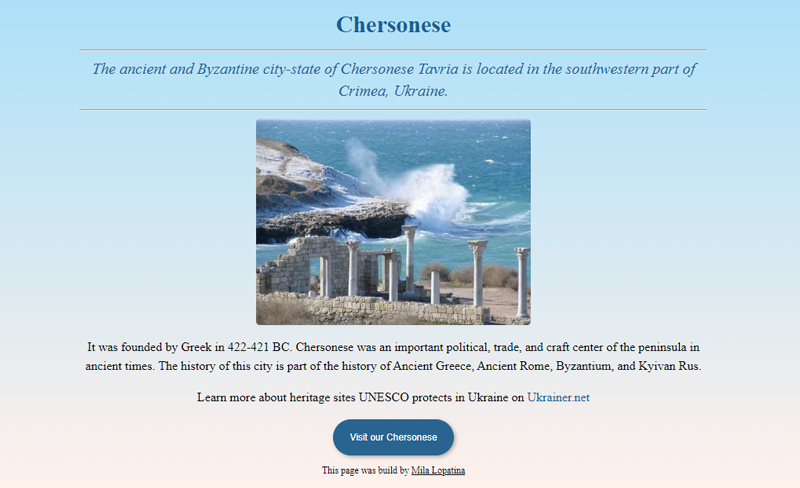 Chersonese
The ancient and Byzantine city-state of Chersonese Tavria is located in the southwestern part of
Crimea, Ukraine.
It was founded by Greek in 422-421 BC. Chersonese was an important political, trade, and craft center of the peninsula in
ancient times. The history of this city is part of the history of Ancient Greece, Ancient Rome, Byzantium, and Kyivan Rus.
Learn more about heritage sites UNESCO protects in Ukraine on Ukrainer.net
Visit our Chersonese
This page was build by Mila Lopatina